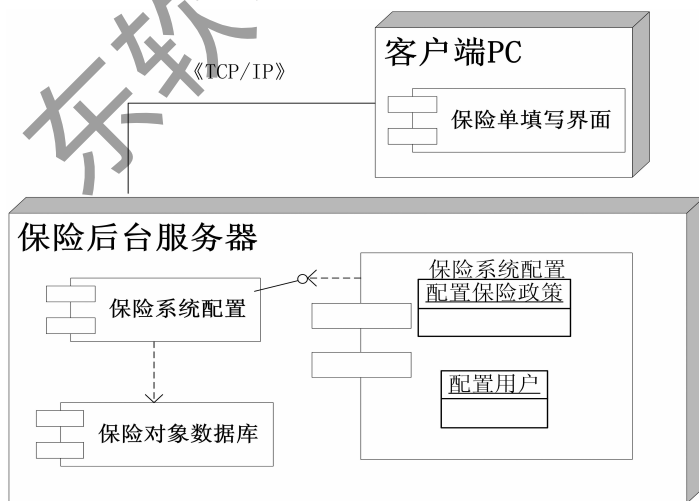 东软
《TCP/IP》
客户端PC
保险单填写界面
保险后台服务器
保险系统配置
保险系统配置
配置保险政策
配置用户
保险对象数据库